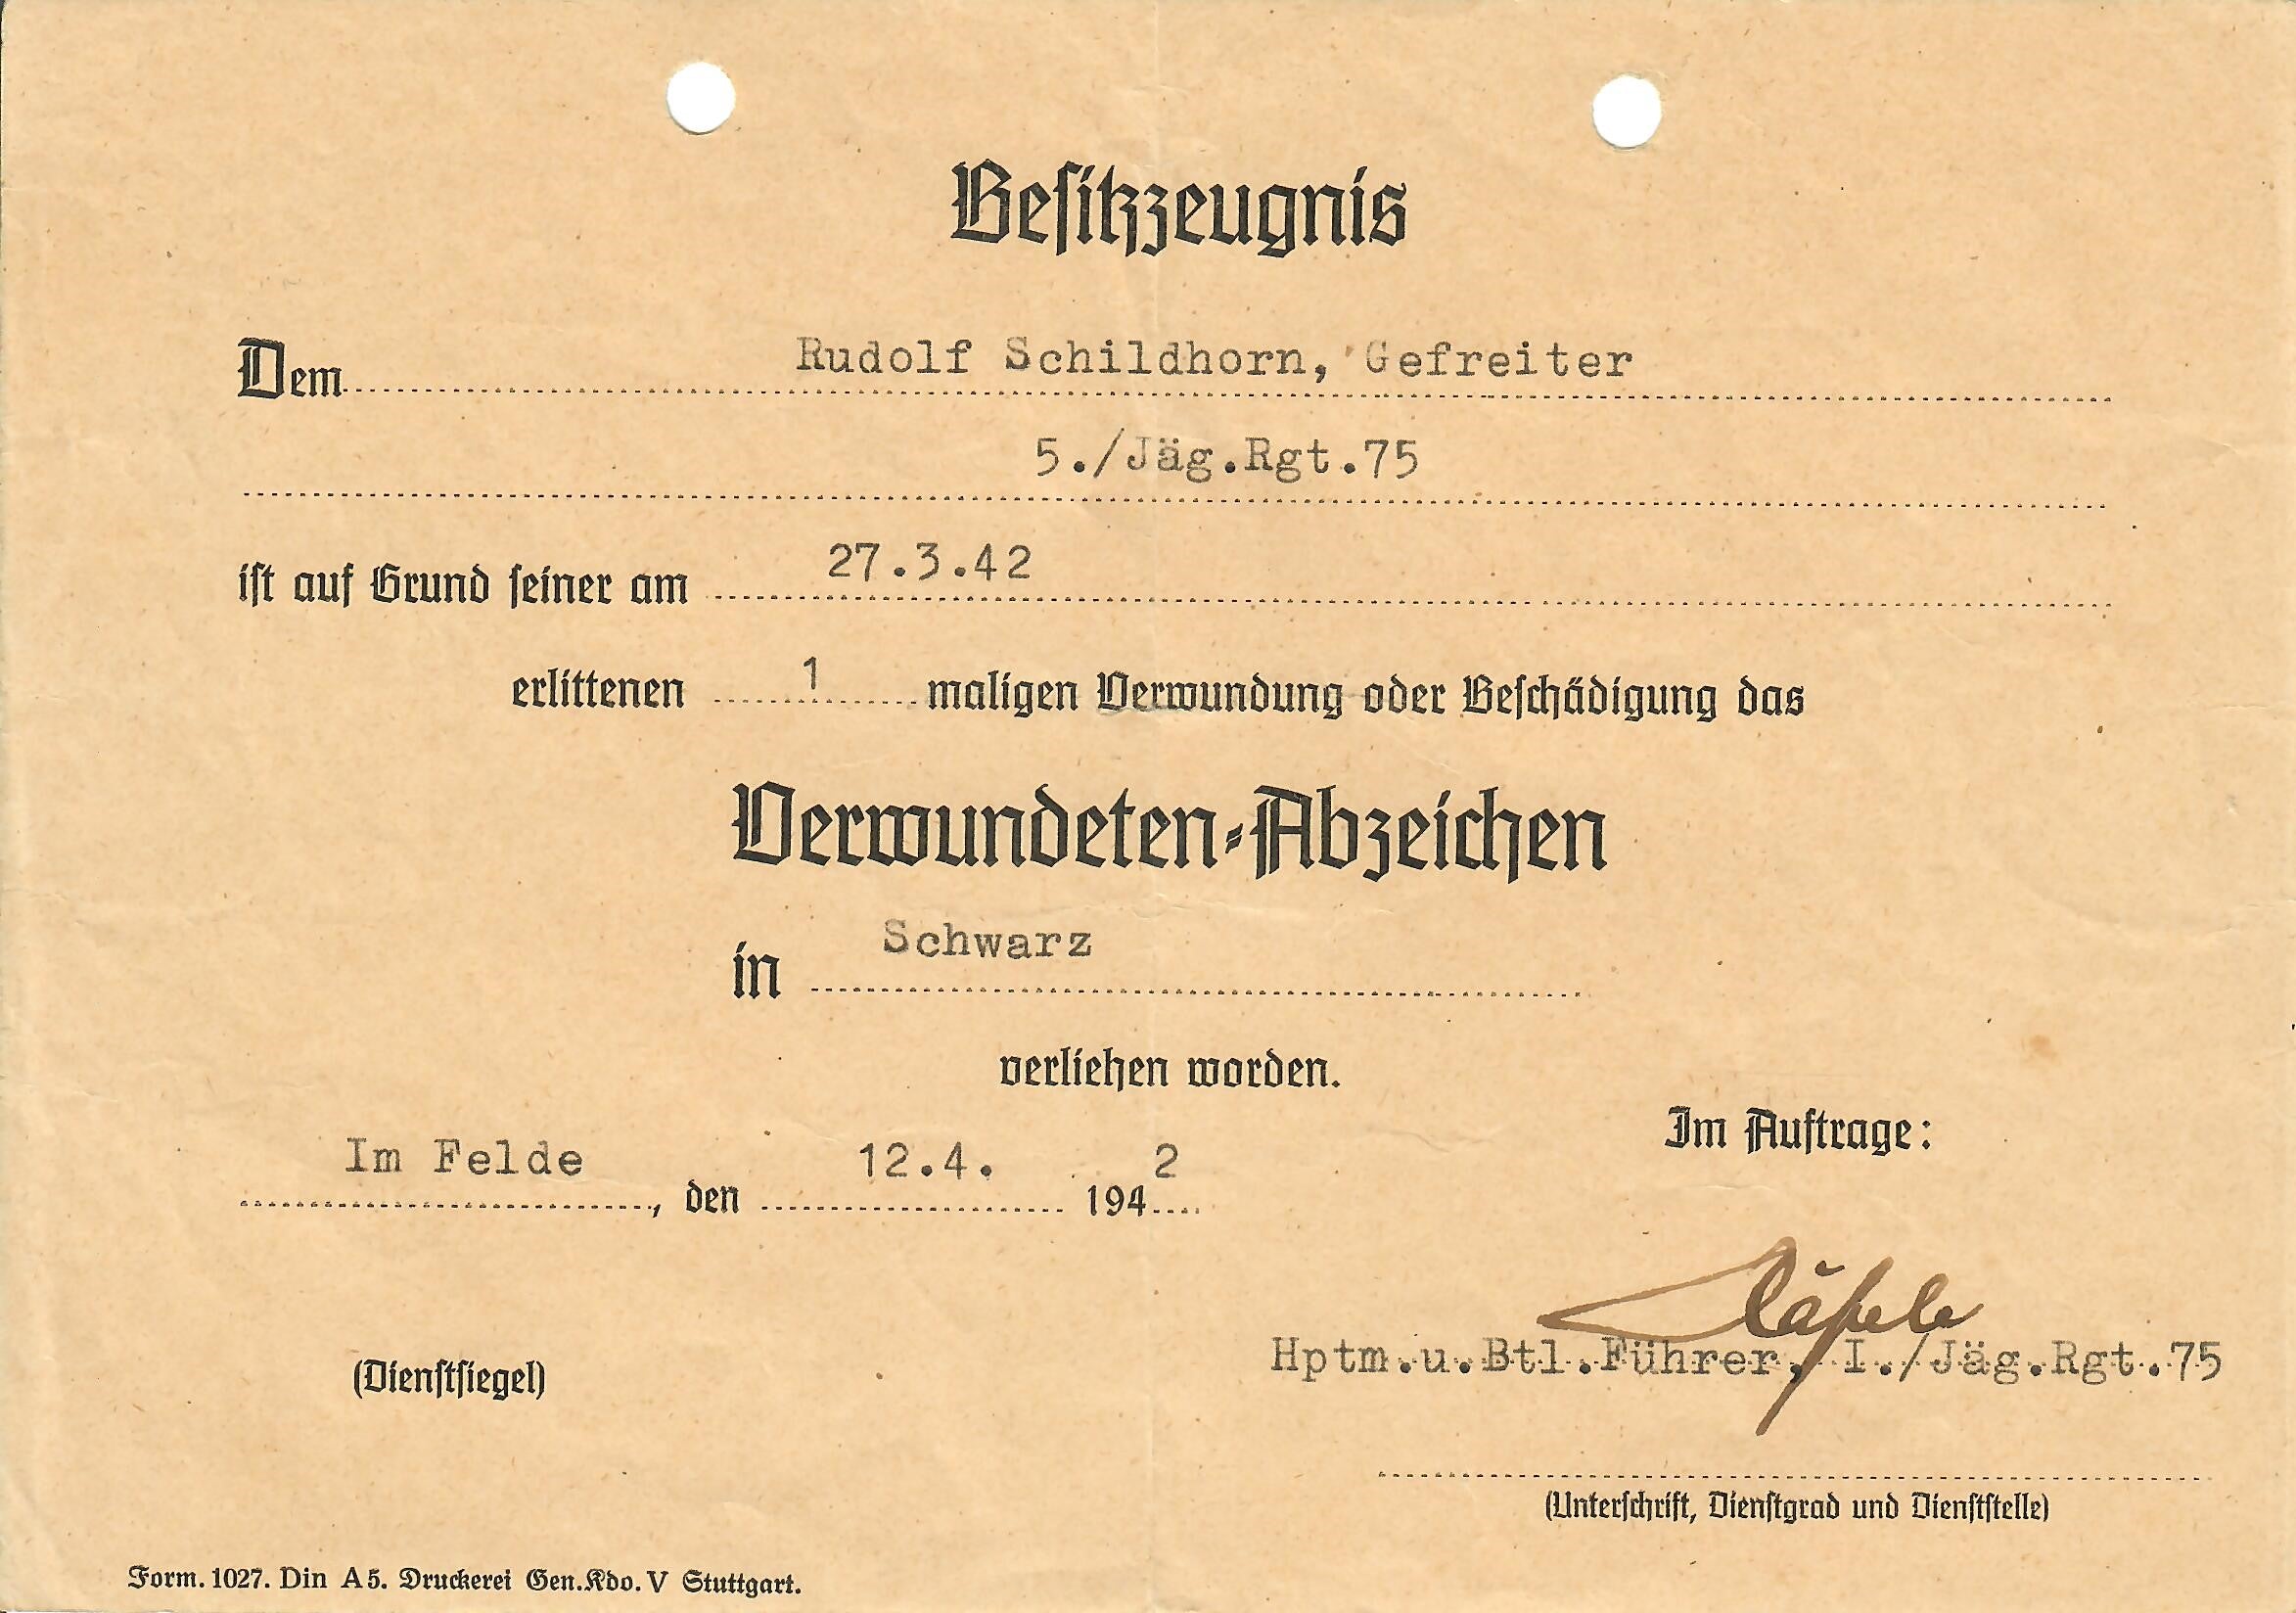 Besitzzeugnis
Dem Rudolf Schildhorn, Gefreiter
5./Jäg.Rgt.75
ist auf Grund seiner am 27.3.42
erlittenen 1 maligen Verwundung oder Beschädigung das
Verwundeten-Abzeichen
in Schwarz
verliehen worden.
Im Auftrage:
Im Felde, den 12.4. 1942
Hptm.u.Btl.Führer, I./Jäg.Rgt.75
(Dienstsiegel)
(Unterschrift, Dienstgrad und Dienststelle)
Form. 1027. Din A 5. Druckerei Gen.Kdo. V Stuttgart.